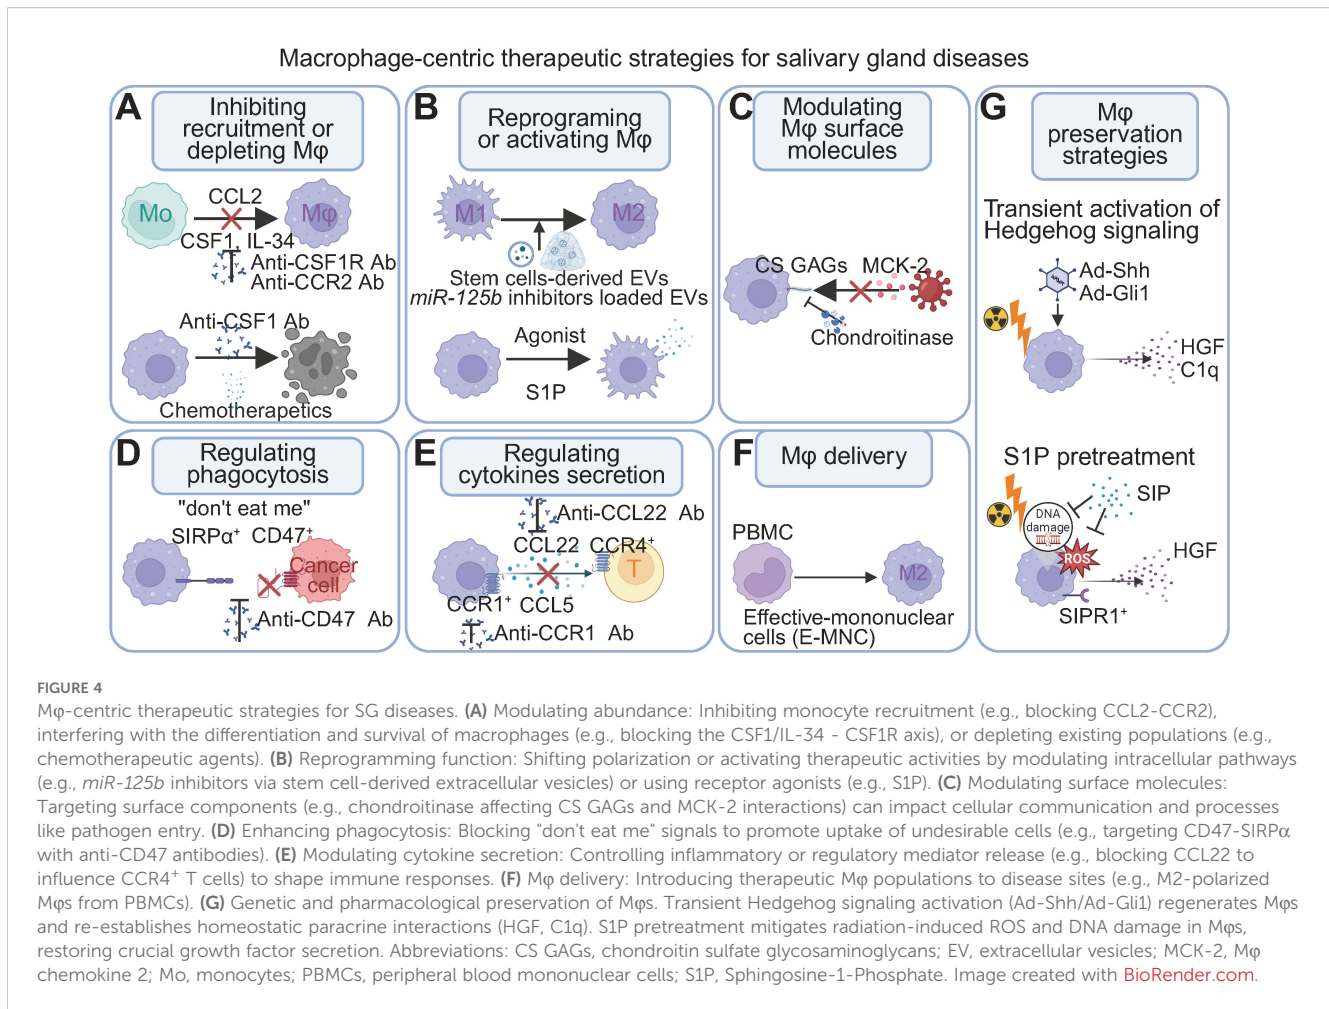 Macrophage-centric therapeutic strategies for salivary gland diseases
A
Inhibiting
recruitment or
depleting Mφ
Mo
CCL2
Mφ
CSF1, IL-34
Anti-CSF1R Ab
Anti-CCR2 Ab
Anti-CSF1 Ab
Chemotherapetics
B
Reprograming
or activating Mφ
M1
M2
Stem cells-derived EVs
miR-125b inhibitors loaded EVs
Agonist
S1P
C
Modulating
Mφ surface
molecules
CS GAGs
MCK-2
Chondroitinase
G
Mφ
preservation
strategies
Transient activation of
Hedgehog signaling
Ad-Shh
Ad-Gli1
HGF
C1q
S1P pretreatment
SIP
DNA
damage
ROS
HGF
SIPR1⁺
D
Regulating
phagocytosis
"don't eat me"
SIRPα⁺ CD47⁺
Cancer
cell
Anti-CD47 Ab
E
Regulating
cytokines secretion
Anti-CCL22 Ab
CCL22 CCR4⁺
T
CCR1⁺ CCL5
Anti-CCR1 Ab
F
Mφ delivery
PBMC
M2
Effective-mononuclear
cells (E-MNC)
FIGURE 4
Mφ-centric therapeutic strategies for SG diseases. (A) Modulating abundance: Inhibiting monocyte recruitment (e.g., blocking CCL2-CCR2),
interfering with the differentiation and survival of macrophages (e.g., blocking the CSF1/IL-34 - CSF1R axis), or depleting existing populations (e.g.,
chemotherapeutic agents). (B) Reprogramming function: Shifting polarization or activating therapeutic activities by modulating intracellular pathways
(e.g., miR-125b inhibitors via stem cell-derived extracellular vesicles) or using receptor agonists (e.g., S1P). (C) Modulating surface molecules:
Targeting surface components (e.g., chondroitinase affecting CS GAGs and MCK-2 interactions) can impact cellular communication and processes
like pathogen entry. (D) Enhancing phagocytosis: Blocking "don't eat me" signals to promote uptake of undesirable cells (e.g., targeting CD47-SIRPα
with anti-CD47 antibodies). (E) Modulating cytokine secretion: Controlling inflammatory or regulatory mediator release (e.g., blocking CCL22 to
influence CCR4⁺ T cells) to shape immune responses. (F) Mφ delivery: Introducing therapeutic Mφ populations to disease sites (e.g., M2-polarized
Mφs from PBMCs). (G) Genetic and pharmacological preservation of Mφs. Transient Hedgehog signaling activation (Ad-Shh/Ad-Gli1) regenerates Mφs
and re-establishes homeostatic paracrine interactions (HGF, C1q). S1P pretreatment mitigates radiation-induced ROS and DNA damage in Mφs,
restoring crucial growth factor secretion. Abbreviations: CS GAGs, chondroitin sulfate glycosaminoglycans; EV, extracellular vesicles; MCK-2, Mφ
chemokine 2; Mo, monocytes; PBMCs, peripheral blood mononuclear cells; S1P, Sphingosine-1-Phosphate. Image created with BioRender.com.